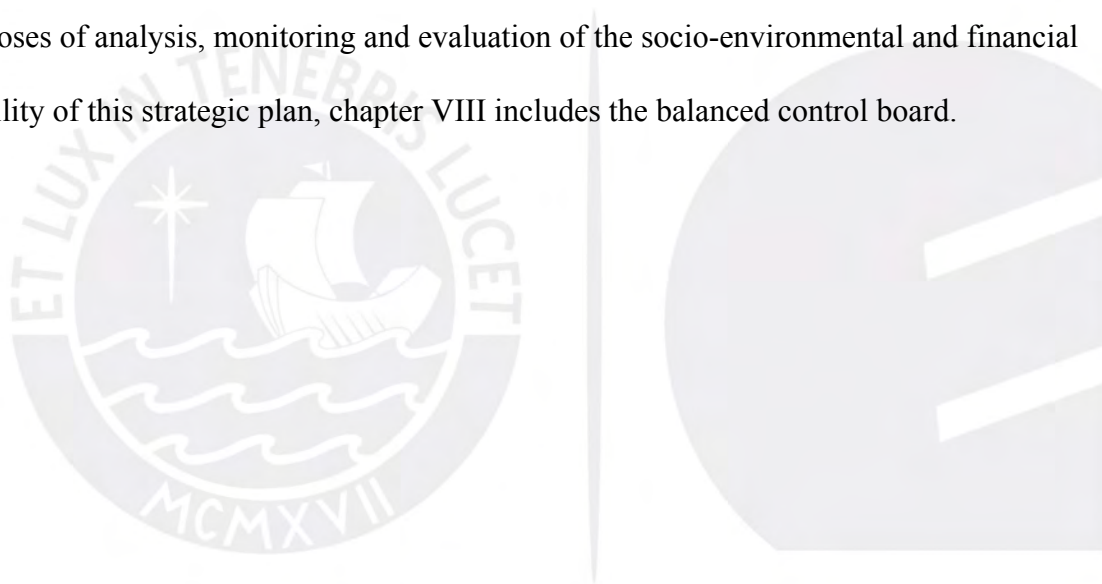 oses of analysis, monitoring and evaluation of the socio-environmental and financial
lity of this strategic plan, chapter VIII includes the balanced control board.
ET LUX IN TENEBRIS LUCET
MCMXVII